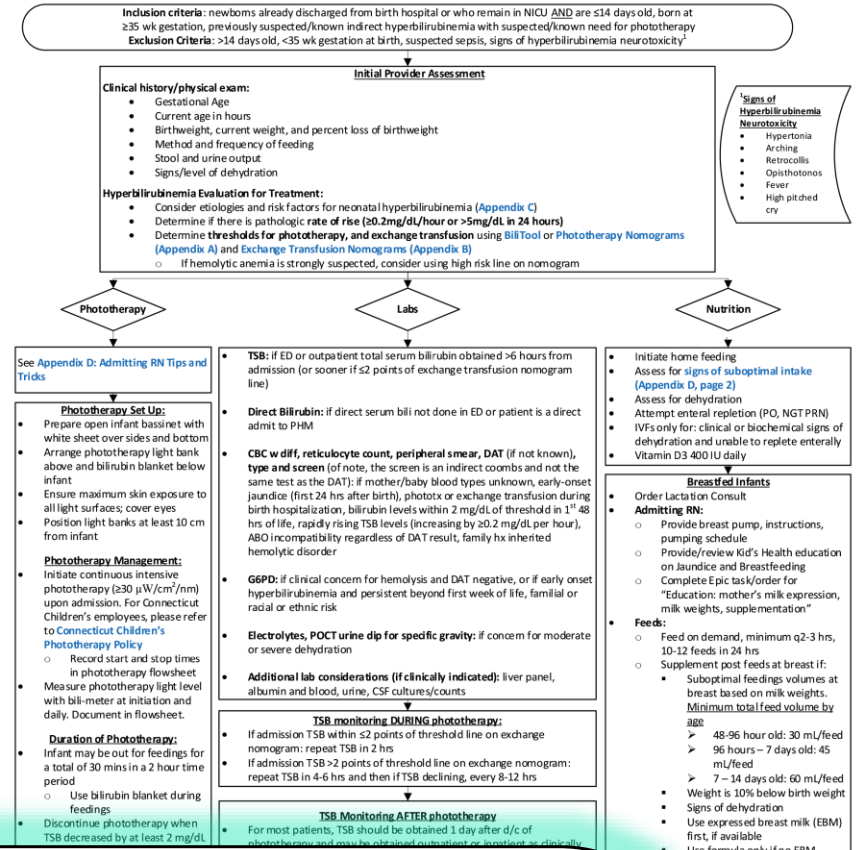 Inclusion criteria: newborns already discharged from birth hospital or who remain in NICU AND are ≤14 days old, born at
≥35 wk gestation, previously suspected/known indirect hyperbilirubinemia with suspected/known need for phototherapy
Exclusion Criteria: >14 days old, <35 wk gestation at birth, suspected sepsis, signs of hyperbilirubinemia neurotoxicity¹
Initial Provider Assessment
Clinical history/physical exam:
• Gestational Age
• Current age in hours
• Birthweight, current weight, and percent loss of birthweight
• Method and frequency of feeding
• Stool and urine output
• Signs/level of dehydration
Hyperbilirubinemia Evaluation for Treatment:
• Consider etiologies and risk factors for neonatal hyperbilirubinemia (Appendix C)
• Determine if there is pathologic rate of rise (≥0.2mg/dL/hour or >5mg/dL in 24 hours)
• Determine thresholds for phototherapy, and exchange transfusion using BiliTool or Phototherapy Nomograms
(Appendix A) and Exchange Transfusion Nomograms (Appendix B)
○ If hemolytic anemia is strongly suspected, consider using high risk line on nomogram
¹Signs of
Hyperbilirubinemia
Neurotoxicity
• Hypertonia
• Arching
• Retrocollis
• Opisthotonos
• Fever
• High pitched
cry
Phototherapy
Labs
Nutrition
See Appendix D: Admitting RN Tips and
Tricks
Phototherapy Set Up:
• Prepare open infant bassinet with
white sheet over sides and bottom
• Arrange phototherapy light bank
above and bilirubin blanket below
infant
• Ensure maximum skin exposure to
all light surfaces; cover eyes
• Position light banks at least 10 cm
from infant
Phototherapy Management:
• Initiate continuous intensive
phototherapy (≥30 µW/cm²/nm)
upon admission. For Connecticut
Children's employees, please refer
to Connecticut Children's
Phototherapy Policy
○ Record start and stop times
in phototherapy flowsheet
• Measure phototherapy light level
with bili-meter at initiation and
daily. Document in flowsheet.
Duration of Phototherapy:
• Infant may be out for feedings for
a total of 30 mins in a 2 hour time
period
○ Use bilirubin blanket during
feedings
• Discontinue phototherapy when
TSB decreased by at least 2 mg/dL
• TSB: if ED or outpatient total serum bilirubin obtained >6 hours from
admission (or sooner if ≤2 points of exchange transfusion nomogram
line)
• Direct Bilirubin: if direct serum bili not done in ED or patient is a direct
admit to PHM
• CBC w diff, reticulocyte count, peripheral smear, DAT (if not known),
type and screen (of note, the screen is an indirect coombs and not the
same test as the DAT): if mother/baby blood types unknown, early-onset
jaundice (first 24 hrs after birth), phototx or exchange transfusion during
birth hospitalization, bilirubin levels within 2 mg/dL of threshold in 1st 48
hrs of life, rapidly rising TSB levels (increasing by ≥0.2 mg/dL per hour),
ABO incompatibility regardless of DAT result, family hx inherited
hemolytic disorder
• G6PD: if clinical concern for hemolysis and DAT negative, or if early onset
hyperbilirubinemia and persistent beyond first week of life, familial or
racial or ethnic risk
• Electrolytes, POCT urine dip for specific gravity: if concern for moderate
or severe dehydration
• Additional lab considerations (if clinically indicated): liver panel,
albumin and blood, urine, CSF cultures/counts
TSB monitoring DURING phototherapy:
• If admission TSB within ≤2 points of threshold line on exchange
nomogram: repeat TSB in 2 hrs
• If admission TSB >2 points of threshold line on exchange nomogram:
repeat TSB in 4-6 hrs and then if TSB declining, every 8-12 hrs
TSB Monitoring AFTER phototherapy
• For most patients, TSB should be obtained 1 day after d/c of
phototherapy and may be obtained outpatient or inpatient as clinically
• Initiate home feeding
• Assess for signs of suboptimal intake
(Appendix D, page 2)
• Assess for dehydration
• Attempt enteral repletion (PO, NGT PRN)
• IVFs only for: clinical or biochemical signs of
dehydration and unable to replete enterally
• Vitamin D3 400 IU daily
Breastfed Infants
• Order Lactation Consult
• Admitting RN:
○ Provide breast pump, instructions,
pumping schedule
○ Provide/review Kid's Health education
on Jaundice and Breastfeeding
○ Complete Epic task/order for
"Education: mother's milk expression,
milk weights, supplementation"
• Feeds:
○ Feed on demand, minimum q2-3 hrs,
10-12 feeds in 24 hrs
○ Supplement post feeds at breast if:
▪ Suboptimal feedings volumes at
breast based on milk weights.
Minimum total feed volume by
age
➢ 48-96 hour old: 30 mL/feed
➢ 96 hours – 7 days old: 45
mL/feed
➢ 7 – 14 days old: 60 mL/feed
▪ Weight is 10% below birth weight
▪ Signs of dehydration
▪ Use expressed breast milk (EBM)
first, if available
▪ Use formula only if no EBM